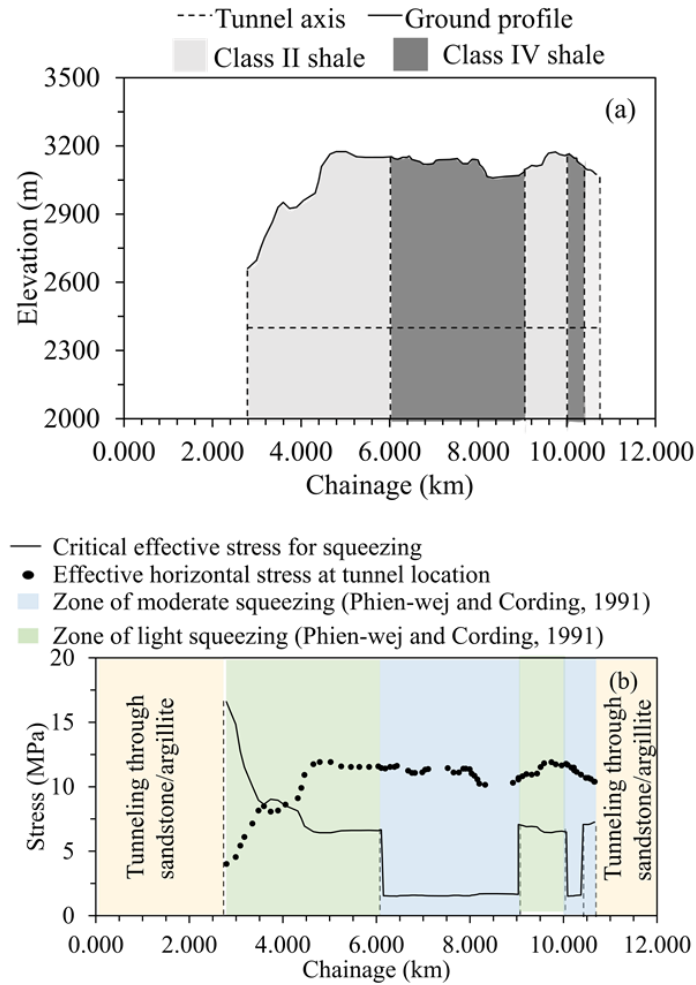 Tunnel axis Ground profile
Class II shale Class IV shale
3500
(a)
3200
2900
2600
2300
2000
Elevation (m)
0.000 2.000 4.000 6.000 8.000 10.000 12.000
Chainage (km)
Critical effective stress for squeezing
Effective horizontal stress at tunnel location
Zone of moderate squeezing (Phien-wej and Cording, 1991)
Zone of light squeezing (Phien-wej and Cording, 1991)
20
(b)
15
10
5
0
Stress (MPa)
Tunneling through
sandstone/argillite
Tunneling through
sandstone/argillite
0.000 2.000 4.000 6.000 8.000 10.000 12.000
Chainage (km)